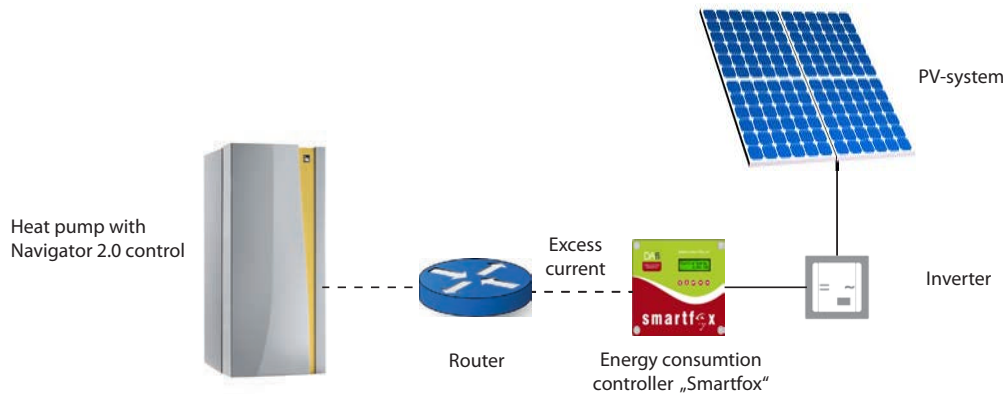 PV-system
Heat pump with
Navigator 2.0 control
Excess
current
Inverter
smartfox
Router
Energy consumtion
controller „Smartfox“